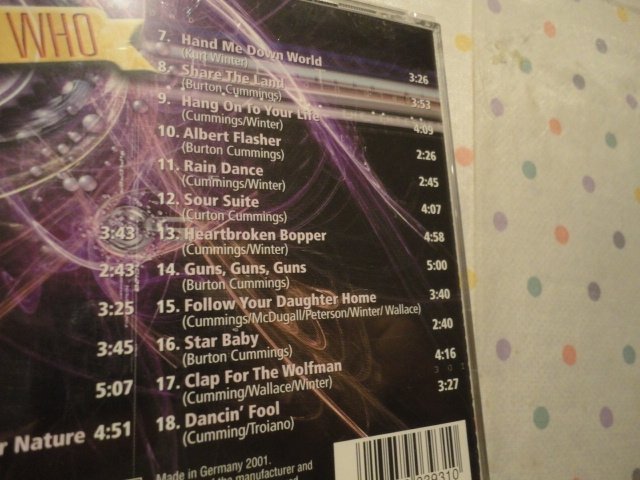 WHO
3:43
2:43
3:25
3:45
5:07
r Nature 4:51
7. Hand Me Down World 3:26
(Kurt Winter)
8. Share The Land 3:53
(Burton Cummings)
9. Hang On To Your Life 4:09
(Cummings/Winter)
10. Albert Flasher 2:26
(Burton Cummings)
11. Rain Dance 2:45
(Cummings/Winter)
12. Sour Suite 4:07
(Curton Cummings)
13. Heartbroken Bopper 4:58
(Cummings/Winter)
14. Guns, Guns, Guns 5:00
(Burton Cummings)
15. Follow Your Daughter Home 3:40
(Cummings/McDugall/Peterson/Winter/ Wallace)
16. Star Baby 2:40
(Burton Cummings)
17. Clap For The Wolfman 4:16
(Cumming/Wallace/Winter)
18. Dancin' Fool 3:27
(Cumming/Troiano)
Made in Germany 2001.
of the manufacturer and